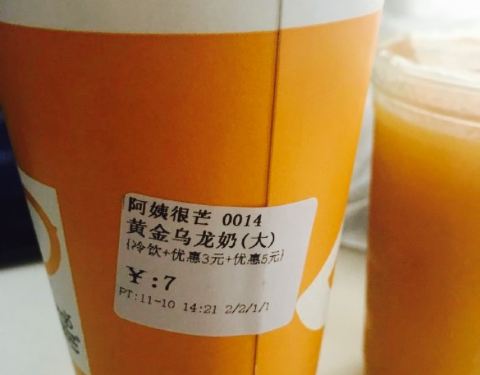 阿姨很芒 0014
黄金乌龙奶(大)
(冷饮+优惠3元+优惠5元)
¥:7
PT:11-10 14:21 2/2/1/1